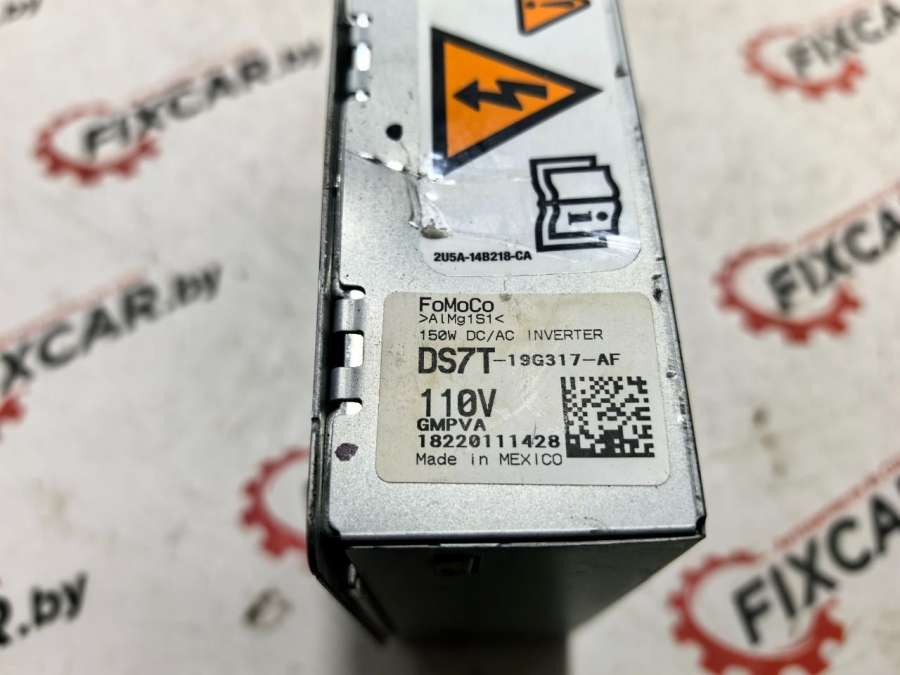 2U5A-14B218-CA
FoMoCo
>AlMg1S1<
150W DC/AC INVERTER
DS7T-19G317-AF
110V
GMPVA
18220111428
Made in MEXICO
FIXCAR.by
FIXCAR.by
FIXCAR
FIXCAR
CAR.by
FIXCAR
R.by